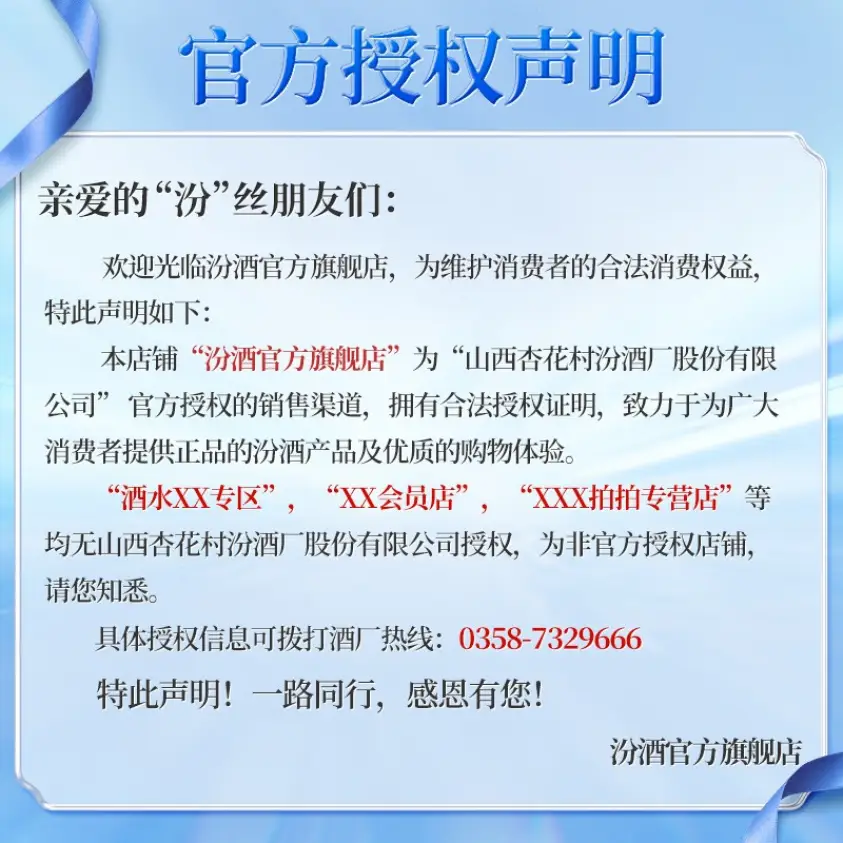 官方授权声明
亲爱的“汾”丝朋友们：
欢迎光临汾酒官方旗舰店，为维护消费者的合法消费权益，
特此声明如下：
本店铺“汾酒官方旗舰店”为“山西杏花村汾酒厂股份有限
公司” 官方授权的销售渠道，拥有合法授权证明，致力于为广大
消费者提供正品的汾酒产品及优质的购物体验。
“酒水XX专区”，“XX会员店”，“XXX拍拍专营店”等
均无山西杏花村汾酒厂股份有限公司授权，为非官方授权店铺，
请您知悉。
具体授权信息可拨打酒厂热线：0358-7329666
特此声明！一路同行，感恩有您！
汾酒官方旗舰店